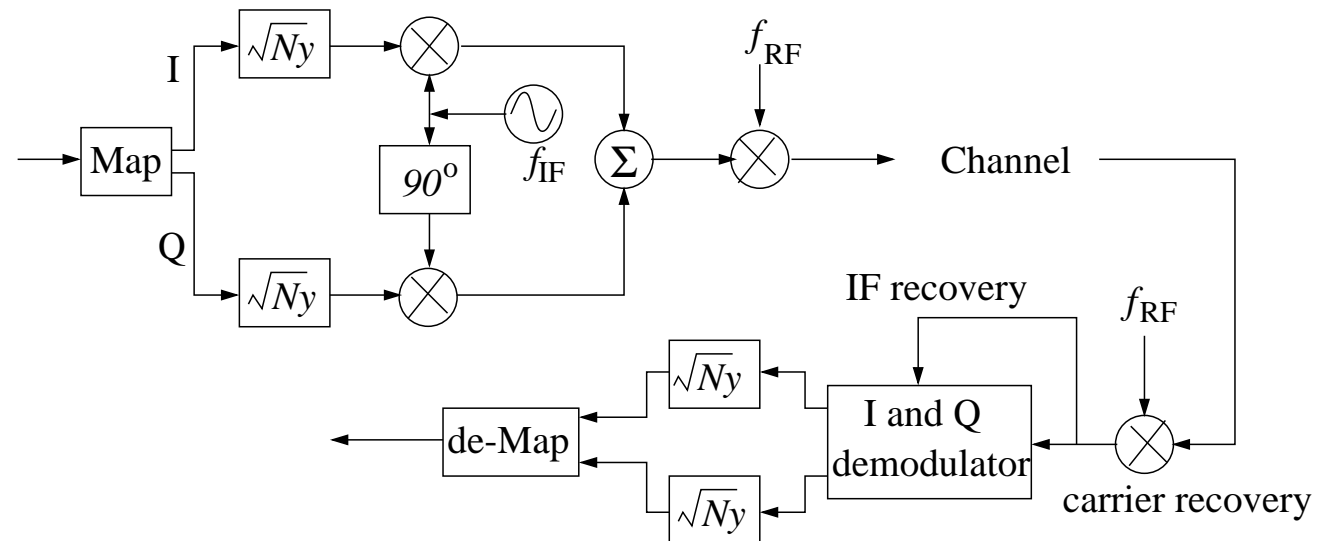 I
√Ny
f_RF
Map
90°
f_IF
Σ
Channel
Q
√Ny
IF recovery
f_RF
√Ny
I and Q
demodulator
de-Map
√Ny
carrier recovery